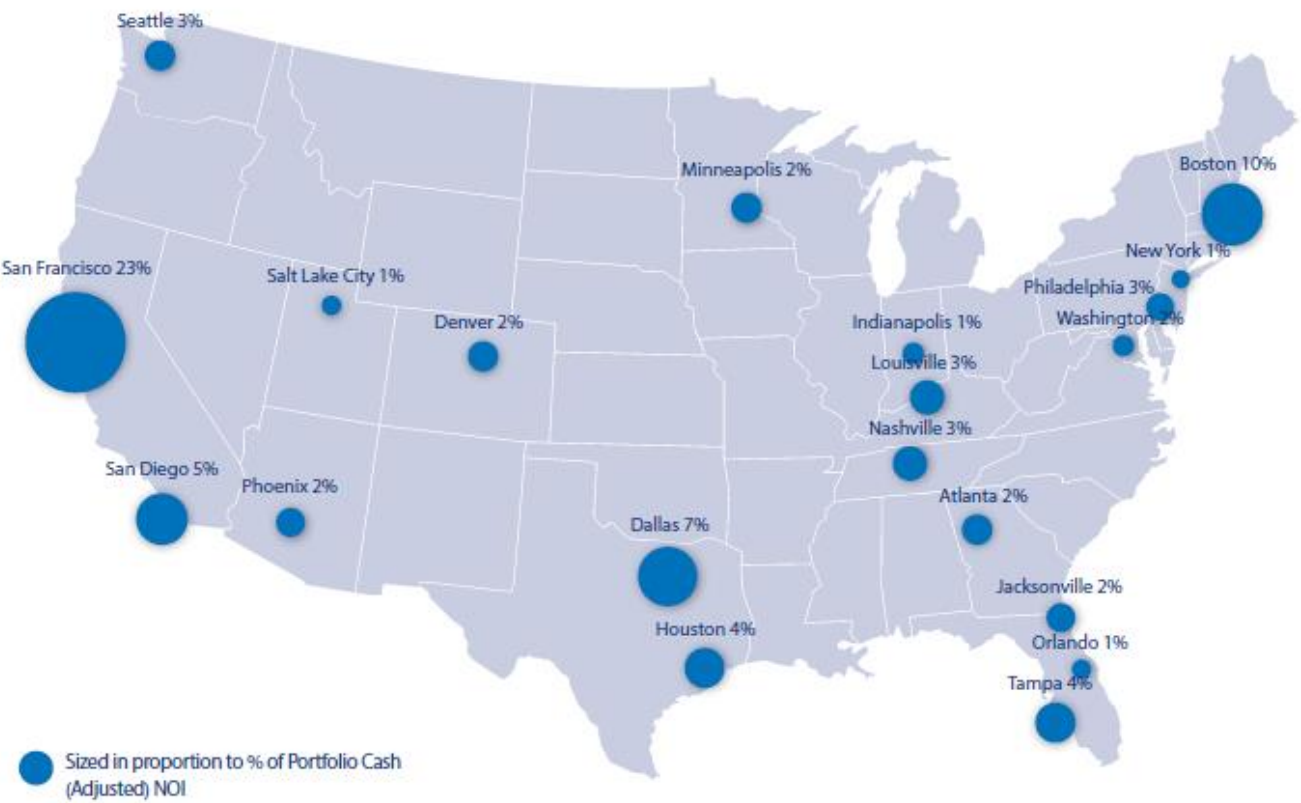 Seattle 3%
Minneapolis 2%
Boston 10%
New York 1%
San Francisco 23%
Salt Lake City 1%
Philadelphia 3%
Denver 2%
Indianapolis 1%
Washington 2%
Louisville 3%
Nashville 3%
San Diego 5%
Phoenix 2%
Atlanta 2%
Dallas 7%
Jacksonville 2%
Houston 4%
Orlando 1%
Tampa 4%
Sized in proportion to % of Portfolio Cash
(Adjusted) NOI